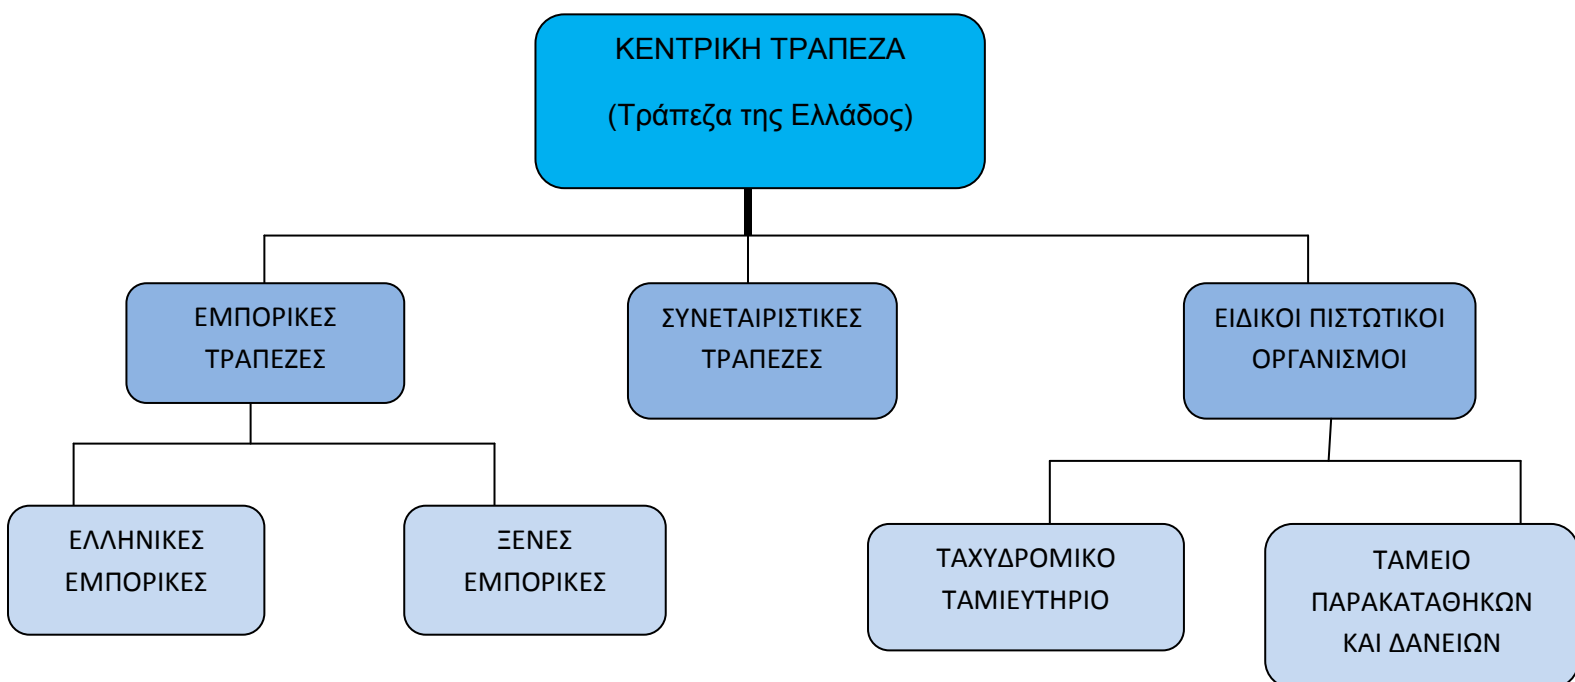 ΚΕΝΤΡΙΚΗ ΤΡΑΠΕΖΑ
(Τράπεζα της Ελλάδος)
ΕΜΠΟΡΙΚΕΣ
ΤΡΑΠΕΖΕΣ
ΣΥΝΕΤΑΙΡΙΣΤΙΚΕΣ
ΤΡΑΠΕΖΕΣ
ΕΙΔΙΚΟΙ ΠΙΣΤΩΤΙΚΟΙ
ΟΡΓΑΝΙΣΜΟΙ
ΕΛΛΗΝΙΚΕΣ
ΕΜΠΟΡΙΚΕΣ
ΞΕΝΕΣ
ΕΜΠΟΡΙΚΕΣ
ΤΑΧΥΔΡΟΜΙΚΟ
ΤΑΜΙΕΥΤΗΡΙΟ
ΤΑΜΕΙΟ
ΠΑΡΑΚΑΤΑΘΗΚΩΝ
ΚΑΙ ΔΑΝΕΙΩΝ